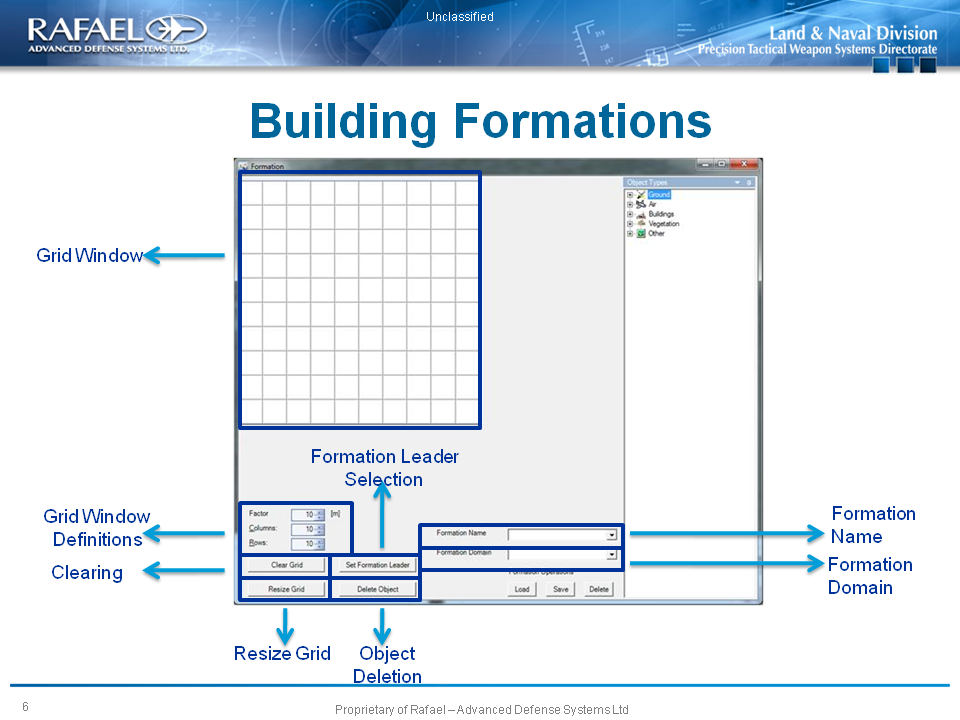 Unclassified
RAFAEL
ADVANCED DEFENSE SYSTEMS LTD.
Land & Naval Division
Precision Tactical Weapon Systems Directorate
Building Formations
Formation
Object Types
Ground
Air
Buildings
Vegetation
Other
Grid Window
Formation Leader
Selection
Grid Window
Definitions
Clearing
Factor 10 [m]
Columns: 10
Rows: 10
Clear Grid
Set Formation Leader
Resize Grid
Delete Object
Formation Name
Formation Domain
Formation Operations
Load
Save
Delete
Formation
Name
Formation
Domain
Resize Grid
Object
Deletion
6
Proprietary of Rafael – Advanced Defense Systems Ltd